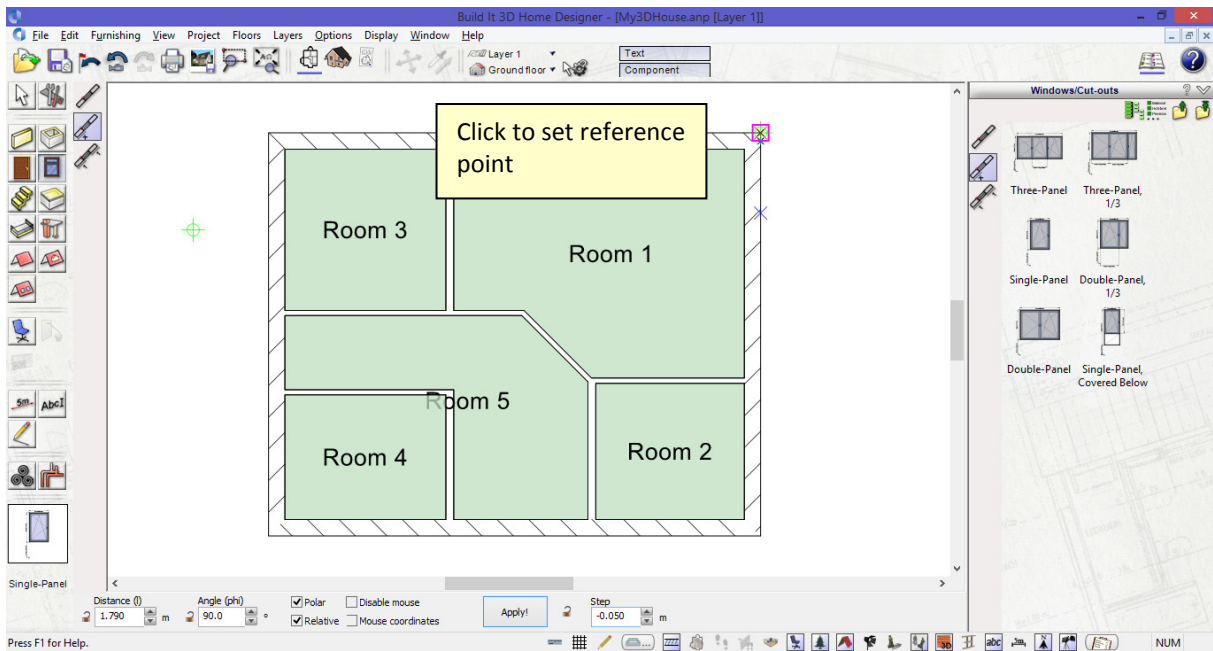 Build It 3D Home Designer - [My3DHouse.anp [Layer 1]]
File Edit Furnishing View Project Floors Layers Options Display Window Help
Layer 1
Ground floor
Text
Component
Windows/Cut-outs
Click to set reference
point
Room 3
Room 1
Room 5
Room 4
Room 2
Three-Panel
Three-Panel,
1/3
Single-Panel
Double-Panel,
1/3
Double-Panel
Single-Panel,
Covered Below
5m
AbcI
Single-Panel
Distance (l)
1.790 m
Angle (phi)
90.0 °
Polar
Disable mouse
Relative
Mouse coordinates
Apply!
Step
-0.050 m
Press F1 for Help.
3D
abc
NUM